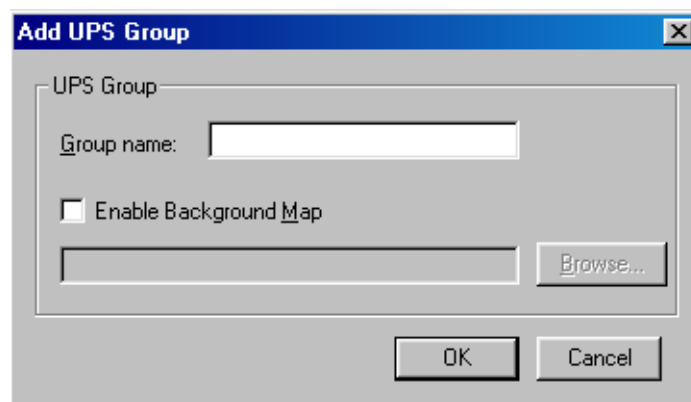 Add UPS Group
UPS Group
Group name:
Enable Background Map
Browse...
OK Cancel